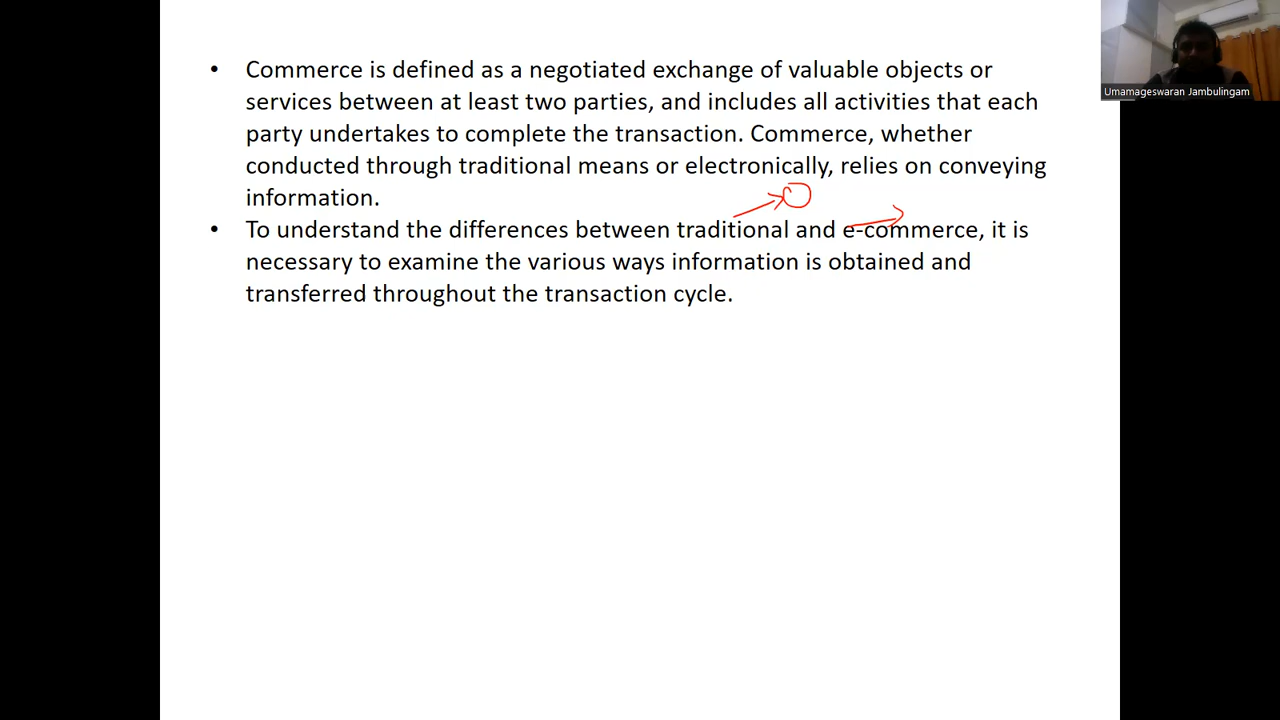 • Commerce is defined as a negotiated exchange of valuable objects or
services between at least two parties, and includes all activities that each
party undertakes to complete the transaction. Commerce, whether
conducted through traditional means or electronically, relies on conveying
information.
• To understand the differences between traditional and e-commerce, it is
necessary to examine the various ways information is obtained and
transferred throughout the transaction cycle.
Umamageswaran Jambulingam